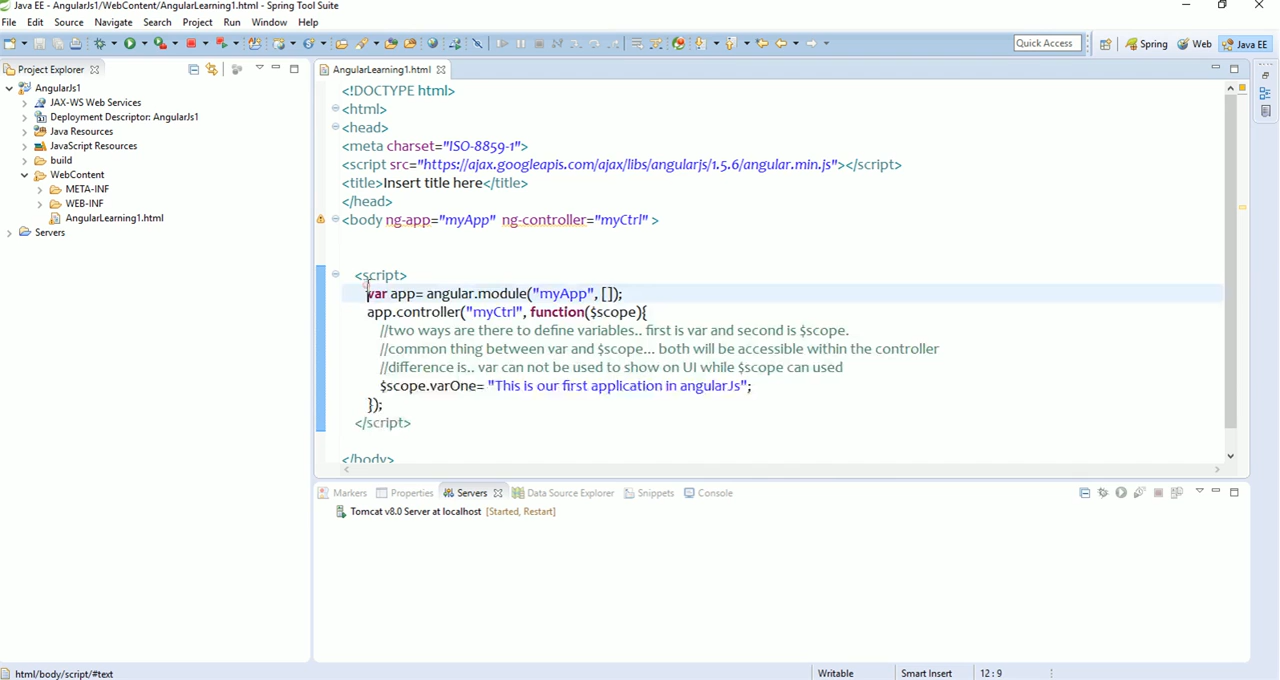 Java EE - AngularJs1/WebContent/AngularLearning1.html - Spring Tool Suite
File Edit Source Navigate Search Project Run Window Help
Quick Access Spring Web Java EE
Project Explorer
AngularJs1
JAX-WS Web Services
Deployment Descriptor: AngularJs1
Java Resources
JavaScript Resources
build
WebContent
META-INF
WEB-INF
AngularLearning1.html
Servers
AngularLearning1.html
<!DOCTYPE html>
<html>
<head>
<meta charset="ISO-8859-1">
<script src="https://ajax.googleapis.com/ajax/libs/angularjs/1.5.6/angular.min.js"></script>
<title>Insert title here</title>
</head>
<body ng-app="myApp" ng-controller="myCtrl" >
<script>
var app= angular.module("myApp", []);
app.controller("myCtrl", function($scope){
//two ways are there to define variables.. first is var and second is $scope.
//common thing between var and $scope... both will be accessible within the controller
//difference is.. var can not be used to show on UI while $scope can used
$scope.varOne= "This is our first application in angularJs";
});
</script>
</body>
Markers Properties Servers Data Source Explorer Snippets Console
Tomcat v8.0 Server at localhost [Started, Restart]
html/body/script/#text Writable Smart Insert 12 : 9